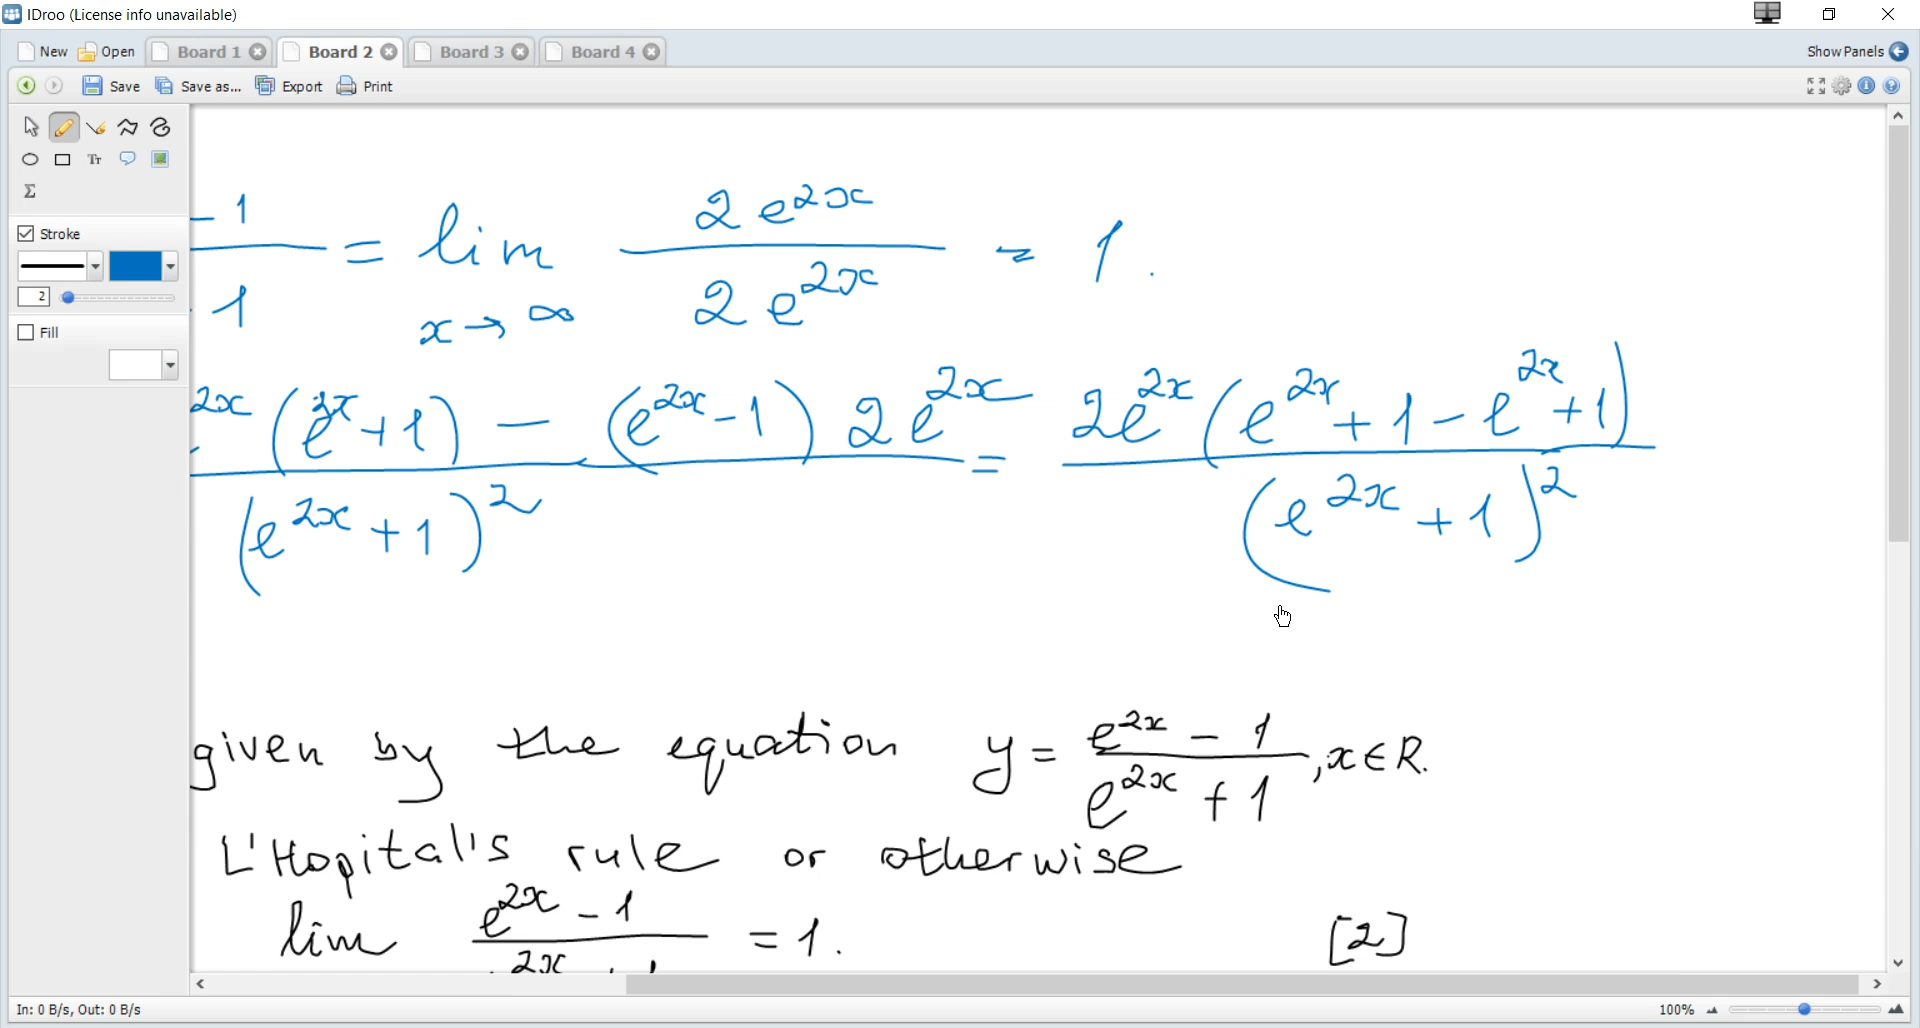 IDroo (License info unavailable)
New Open Board 1 Board 2 Board 3 Board 4 Show Panels
Save Save as... Export Print
Tt
Σ
Stroke
2
Fill
- 1 / 1 = lim x→∞ 2e^2x / 2e^2x = 1.
2x (e^2x + 1) - (e^2x - 1) 2e^2x / (e^2x + 1)^2 = 2e^2x (e^2x + 1 - e^2x + 1) / (e^2x + 1)^2
given by the equation y = e^2x - 1 / e^2x + 1, x ∈ R.
L'Hopital's rule or otherwise
lim e^2x - 1 / 2x = 1. [2]
In: 0 B/s, Out: 0 B/s 100%